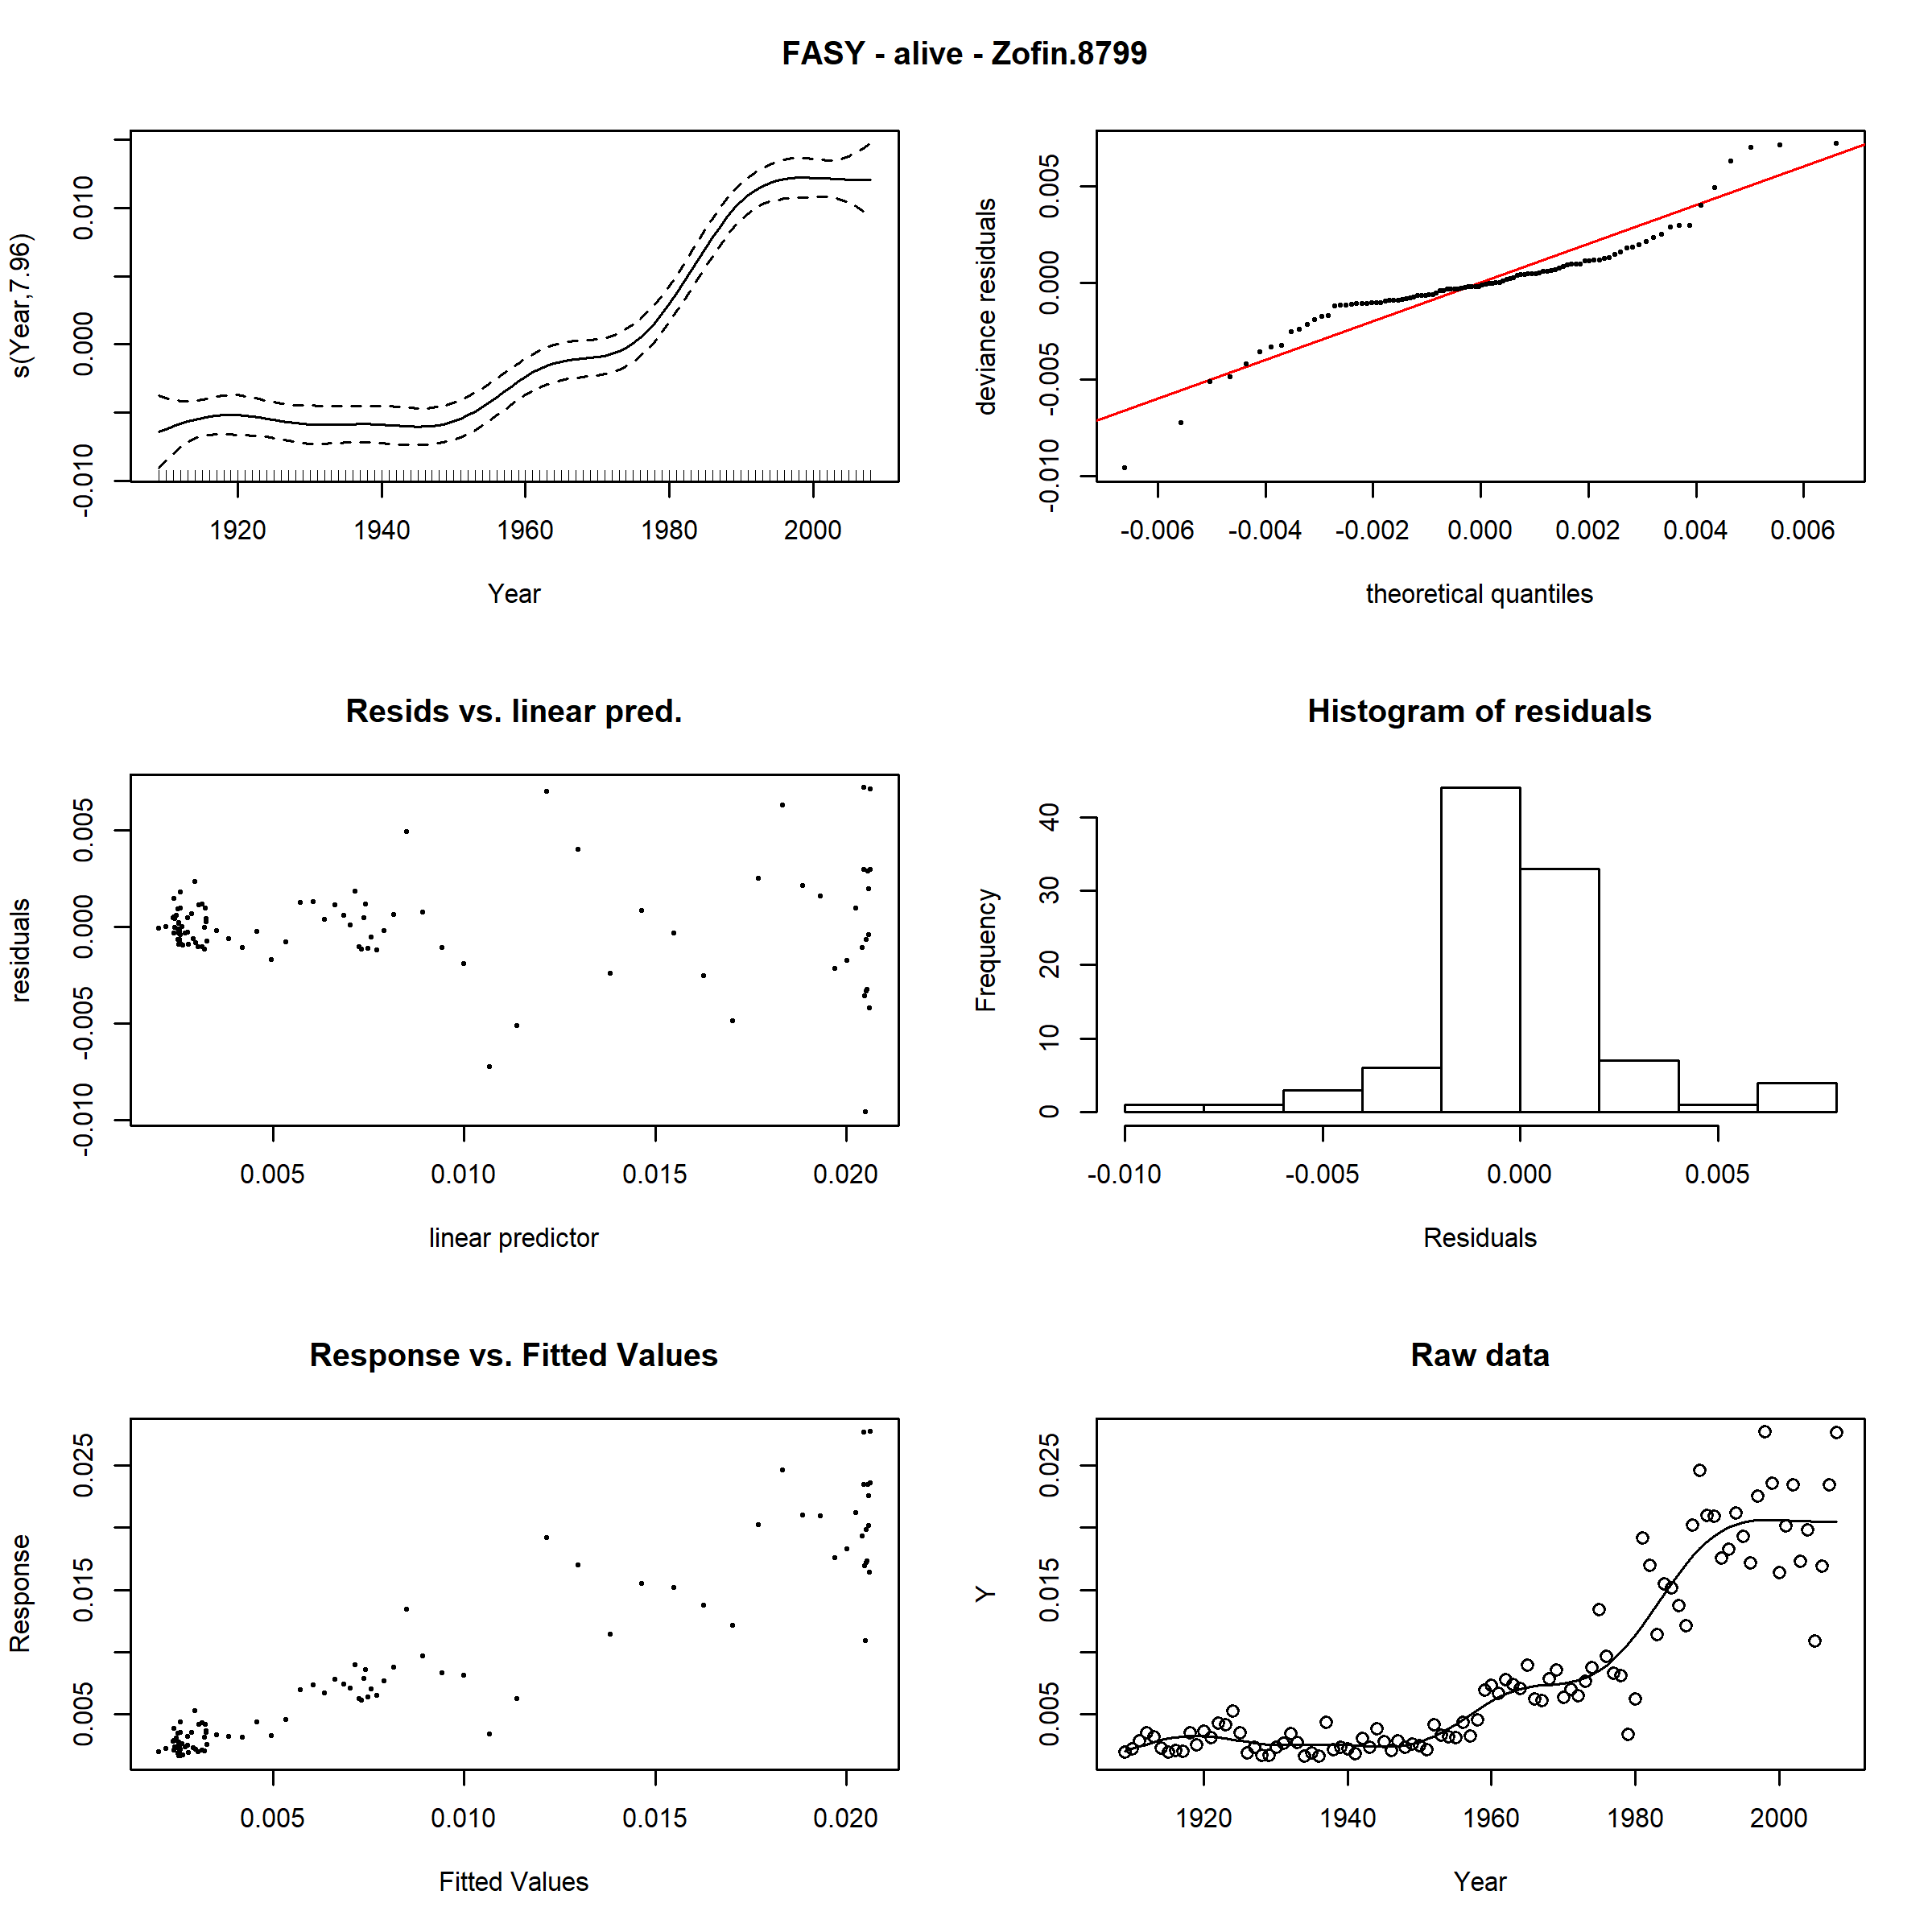 FASY - alive - Zofin.8799
s(Year,7.96)
-0.010 0.000 0.010
1920 1940 1960 1980 2000
Year
deviance residuals
-0.010 -0.005 0.000 0.005
-0.006 -0.004 -0.002 0.000 0.002 0.004 0.006
theoretical quantiles
Resids vs. linear pred.
residuals
-0.010 -0.005 0.000 0.005
0.005 0.010 0.015 0.020
linear predictor
Histogram of residuals
Frequency
0 10 20 30 40
-0.010 -0.005 0.000 0.005
Residuals
Response vs. Fitted Values
Response
0.005 0.015 0.025
0.005 0.010 0.015 0.020
Fitted Values
Raw data
Y
0.005 0.015 0.025
1920 1940 1960 1980 2000
Year